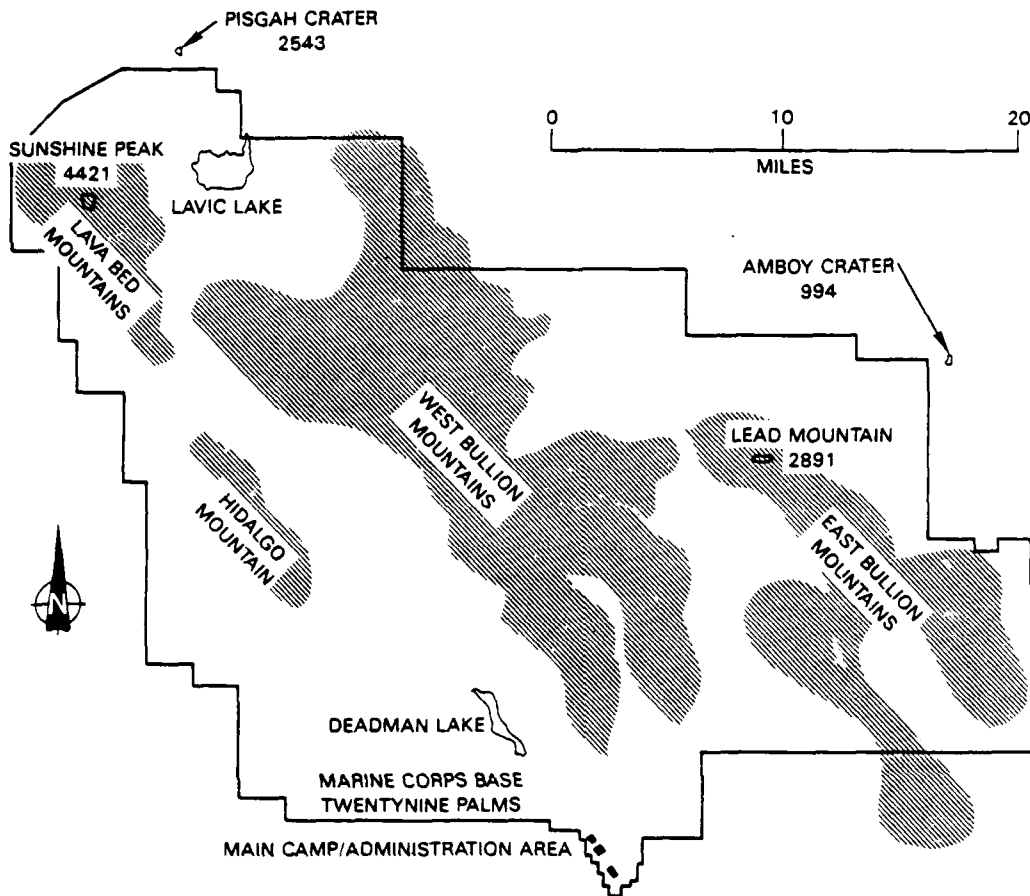 PISGAH CRATER
2543
0 10 20
MILES
SUNSHINE PEAK
4421
LAVIC LAKE
LAVA BED
MOUNTAINS
AMBOY CRATER
994
WEST BULLION
MOUNTAINS
LEAD MOUNTAIN
2891
HIDALGO
MOUNTAIN
EAST BULLION
MOUNTAINS
N
DEADMAN LAKE
MARINE CORPS BASE
TWENTYNINE PALMS
MAIN CAMP/ADMINISTRATION AREA